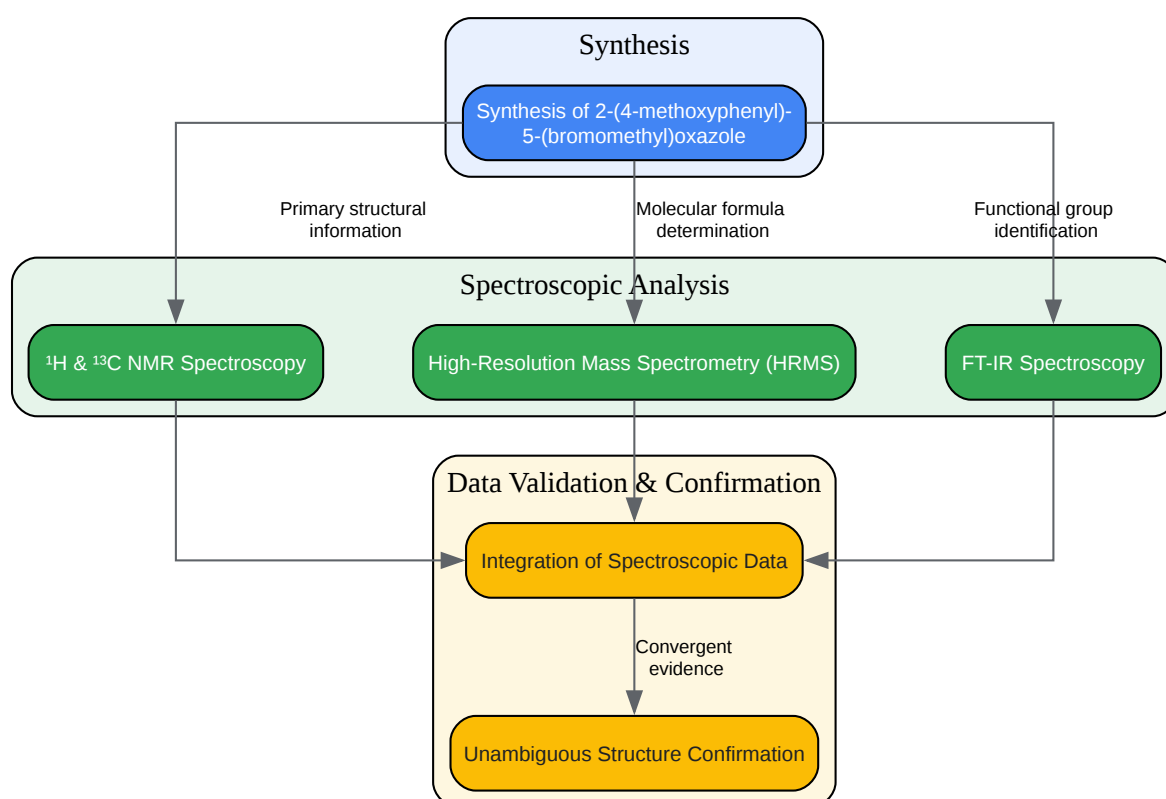 Synthesis
Synthesis of 2-(4-methoxyphenyl)-
5-(bromomethyl)oxazole
Primary structural
information
Molecular formula
determination
Functional group
identification
Spectroscopic Analysis
¹H & ¹³C NMR Spectroscopy
High-Resolution Mass Spectrometry (HRMS)
FT-IR Spectroscopy
Data Validation & Confirmation
Integration of Spectroscopic Data
Convergent
evidence
Unambiguous Structure Confirmation